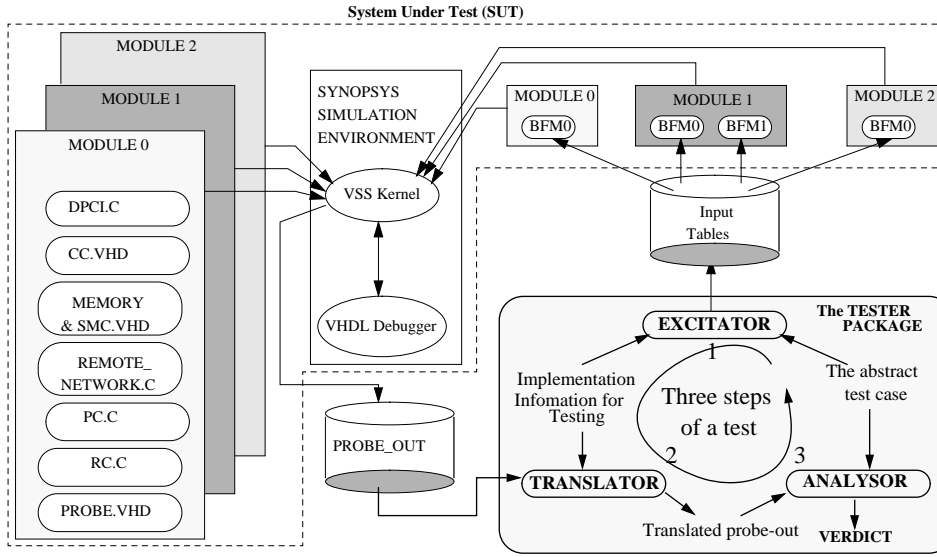 System Under Test (SUT)
MODULE 2
MODULE 1
MODULE 0
DPCI.C
CC.VHD
MEMORY
& SMC.VHD
REMOTE_
NETWORK.C
PC.C
RC.C
PROBE.VHD
SYNOPSYS
SIMULATION
ENVIRONMENT
VSS Kernel
VHDL Debugger
MODULE 0
BFM0
MODULE 1
BFM0
BFM1
MODULE 2
BFM0
Input
Tables
PROBE_OUT
The TESTER
PACKAGE
EXCITATOR
1
Implementation
Infomation for
Testing
Three steps
of a test
The abstract
test case
2
3
TRANSLATOR
ANALYSOR
Translated probe-out
VERDICT